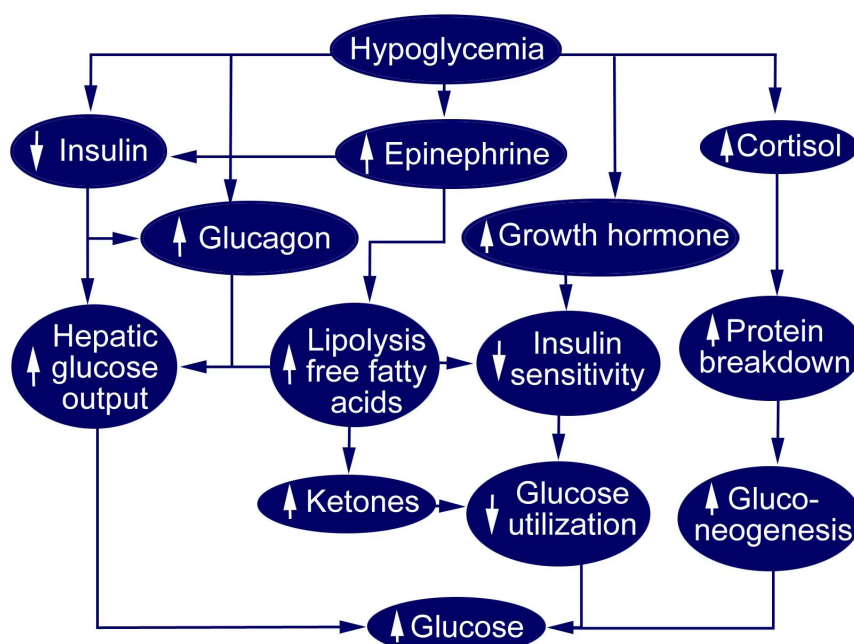 Hypoglycemia
Insulin
Epinephrine
Cortisol
Glucagon
Growth hormone
Hepatic
glucose
output
Lipolysis
free fatty
acids
Insulin
sensitivity
Protein
breakdown
Ketones
Glucose
utilization
Gluco-
neogenesis
Glucose